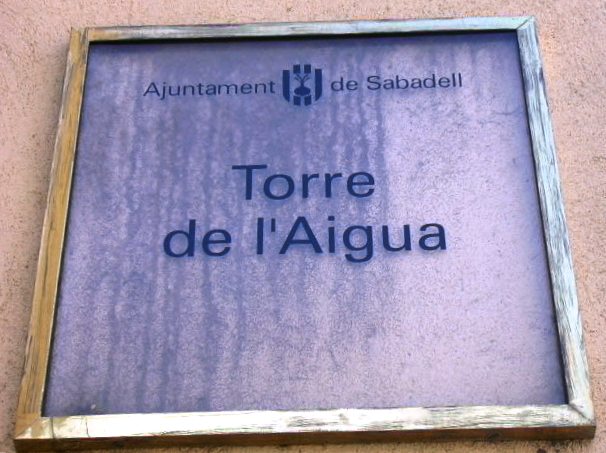 Ajuntament de Sabadell
Torre
de l'Aigua